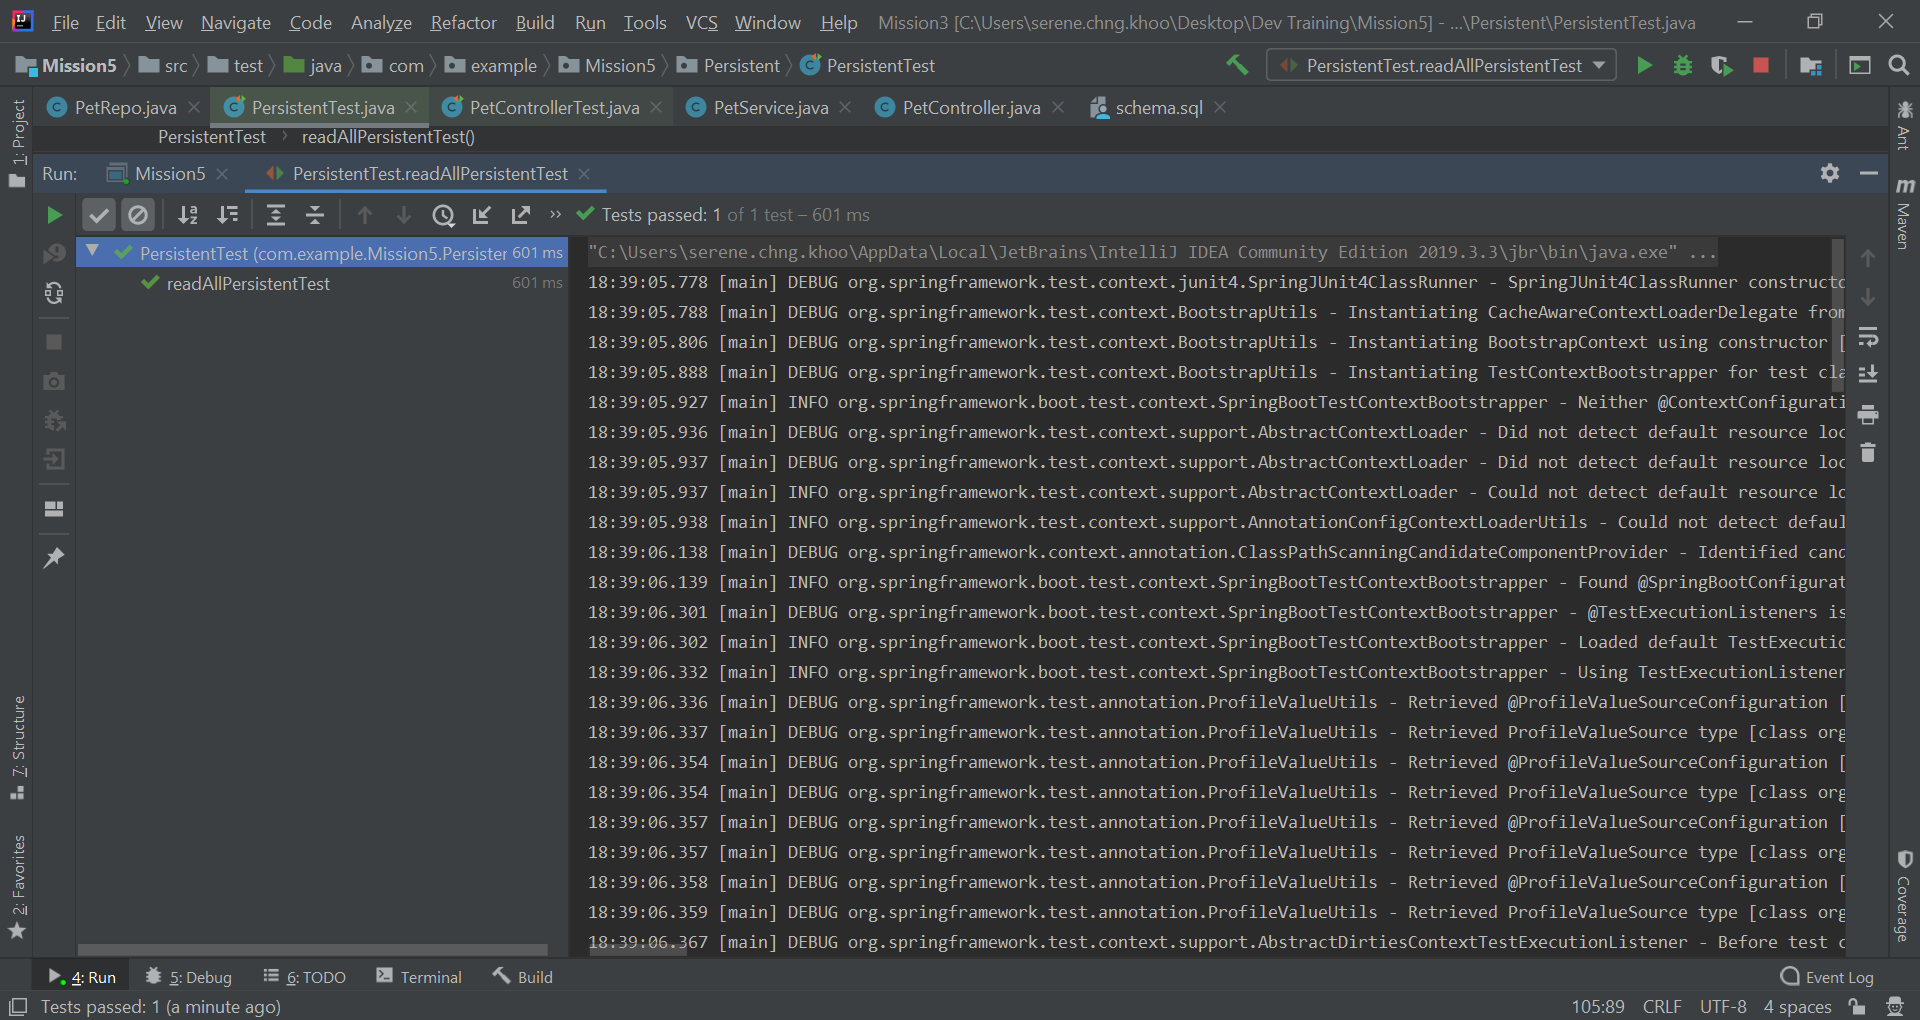 File Edit View Navigate Code Analyze Refactor Build Run Tools VCS Window Help Mission3 [C:\Users\serene.chng.khoo\Desktop\Dev Training\Mission5] - ...\Persistent\PersistentTest.java
Mission5 src test java com example Mission5 Persistent PersistentTest PersistentTest.readAllPersistentTest
PetRepo.java PersistentTest.java PetControllerTest.java PetService.java PetController.java schema.sql
PersistentTest readAllPersistentTest()
Run: Mission5 PersistentTest.readAllPersistentTest
Tests passed: 1 of 1 test – 601 ms
PersistentTest (com.example.Mission5.Persister 601 ms
readAllPersistentTest 601 ms
"C:\Users\serene.chng.khoo\AppData\Local\JetBrains\IntelliJ IDEA Community Edition 2019.3.3\jbr\bin\java.exe" ...
18:39:05.778 [main] DEBUG org.springframework.test.context.junit4.SpringJUnit4ClassRunner - SpringJUnit4ClassRunner constructo
18:39:05.788 [main] DEBUG org.springframework.test.context.BootstrapUtils - Instantiating CacheAwareContextLoaderDelegate from
18:39:05.806 [main] DEBUG org.springframework.test.context.BootstrapUtils - Instantiating BootstrapContext using constructor [
18:39:05.888 [main] DEBUG org.springframework.test.context.BootstrapUtils - Instantiating TestContextBootstrapper for test cla
18:39:05.927 [main] INFO org.springframework.boot.test.context.SpringBootTestContextBootstrapper - Neither @ContextConfigurati
18:39:05.936 [main] DEBUG org.springframework.test.context.support.AbstractContextLoader - Did not detect default resource loc
18:39:05.937 [main] DEBUG org.springframework.test.context.support.AbstractContextLoader - Did not detect default resource loc
18:39:05.937 [main] INFO org.springframework.test.context.support.AbstractContextLoader - Could not detect default resource lo
18:39:05.938 [main] INFO org.springframework.test.context.support.AnnotationConfigContextLoaderUtils - Could not detect defaul
18:39:06.138 [main] DEBUG org.springframework.context.annotation.ClassPathScanningCandidateComponentProvider - Identified cand
18:39:06.139 [main] INFO org.springframework.boot.test.context.SpringBootTestContextBootstrapper - Found @SpringBootConfigurat
18:39:06.301 [main] DEBUG org.springframework.boot.test.context.SpringBootTestContextBootstrapper - @TestExecutionListeners is
18:39:06.302 [main] INFO org.springframework.boot.test.context.SpringBootTestContextBootstrapper - Loaded default TestExecutio
18:39:06.332 [main] INFO org.springframework.boot.test.context.SpringBootTestContextBootstrapper - Using TestExecutionListener
18:39:06.336 [main] DEBUG org.springframework.test.annotation.ProfileValueUtils - Retrieved @ProfileValueSourceConfiguration [
18:39:06.337 [main] DEBUG org.springframework.test.annotation.ProfileValueUtils - Retrieved ProfileValueSource type [class org
18:39:06.354 [main] DEBUG org.springframework.test.annotation.ProfileValueUtils - Retrieved @ProfileValueSourceConfiguration [
18:39:06.354 [main] DEBUG org.springframework.test.annotation.ProfileValueUtils - Retrieved ProfileValueSource type [class org
18:39:06.357 [main] DEBUG org.springframework.test.annotation.ProfileValueUtils - Retrieved @ProfileValueSourceConfiguration [
18:39:06.357 [main] DEBUG org.springframework.test.annotation.ProfileValueUtils - Retrieved ProfileValueSource type [class org
18:39:06.358 [main] DEBUG org.springframework.test.annotation.ProfileValueUtils - Retrieved @ProfileValueSourceConfiguration [
18:39:06.359 [main] DEBUG org.springframework.test.annotation.ProfileValueUtils - Retrieved ProfileValueSource type [class org
18:39:06.367 [main] DEBUG org.springframework.test.context.support.AbstractDirtiesContextTestExecutionListener - Before test c
1: Project
7: Structure
2: Favorites
Ant
Maven
Coverage
4: Run 5: Debug 6: TODO Terminal Build Event Log
Tests passed: 1 (a minute ago) 105:89 CRLF UTF-8 4 spaces